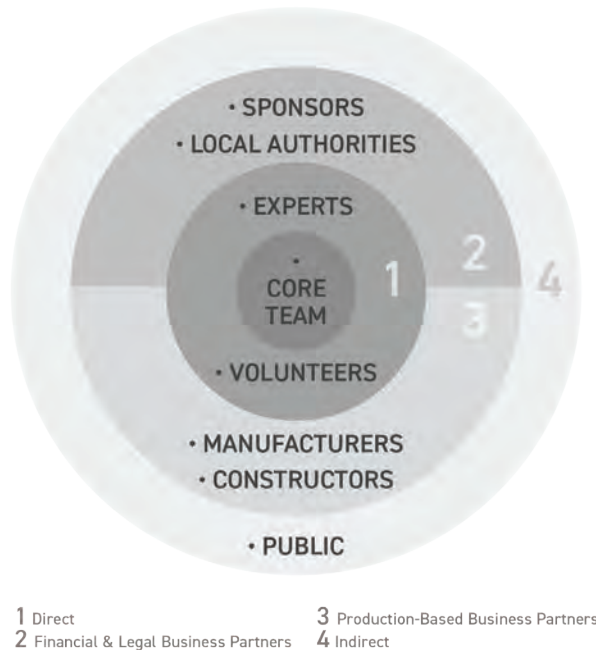 • SPONSORS
• LOCAL AUTHORITIES
• EXPERTS
2
1
4
•
CORE
TEAM
3
• VOLUNTEERS
• MANUFACTURERS
• CONSTRUCTORS
• PUBLIC
1 Direct
2 Financial & Legal Business Partners
3 Production-Based Business Partners
4 Indirect